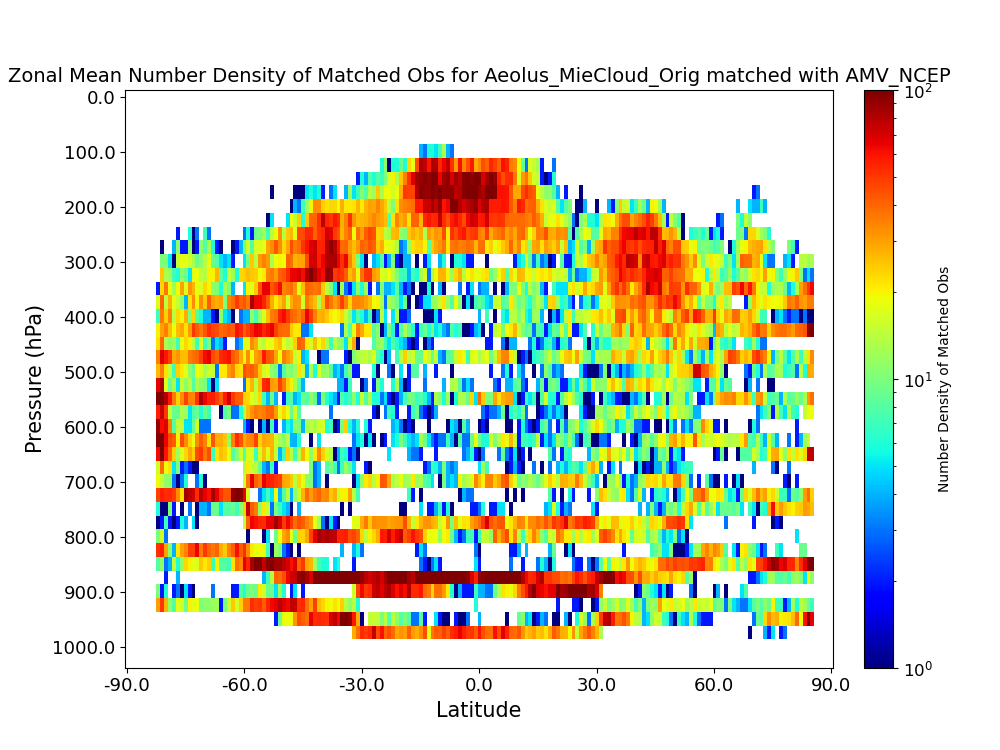 Zonal Mean Number Density of Matched Obs for Aeolus_MieCloud_Orig matched with AMV_NCEP
0.0
100.0
200.0
300.0
400.0
500.0
600.0
700.0
800.0
900.0
1000.0
Pressure (hPa)
-90.0 -60.0 -30.0 0.0 30.0 60.0 90.0
Latitude
10²
10¹
10⁰
Number Density of Matched Obs